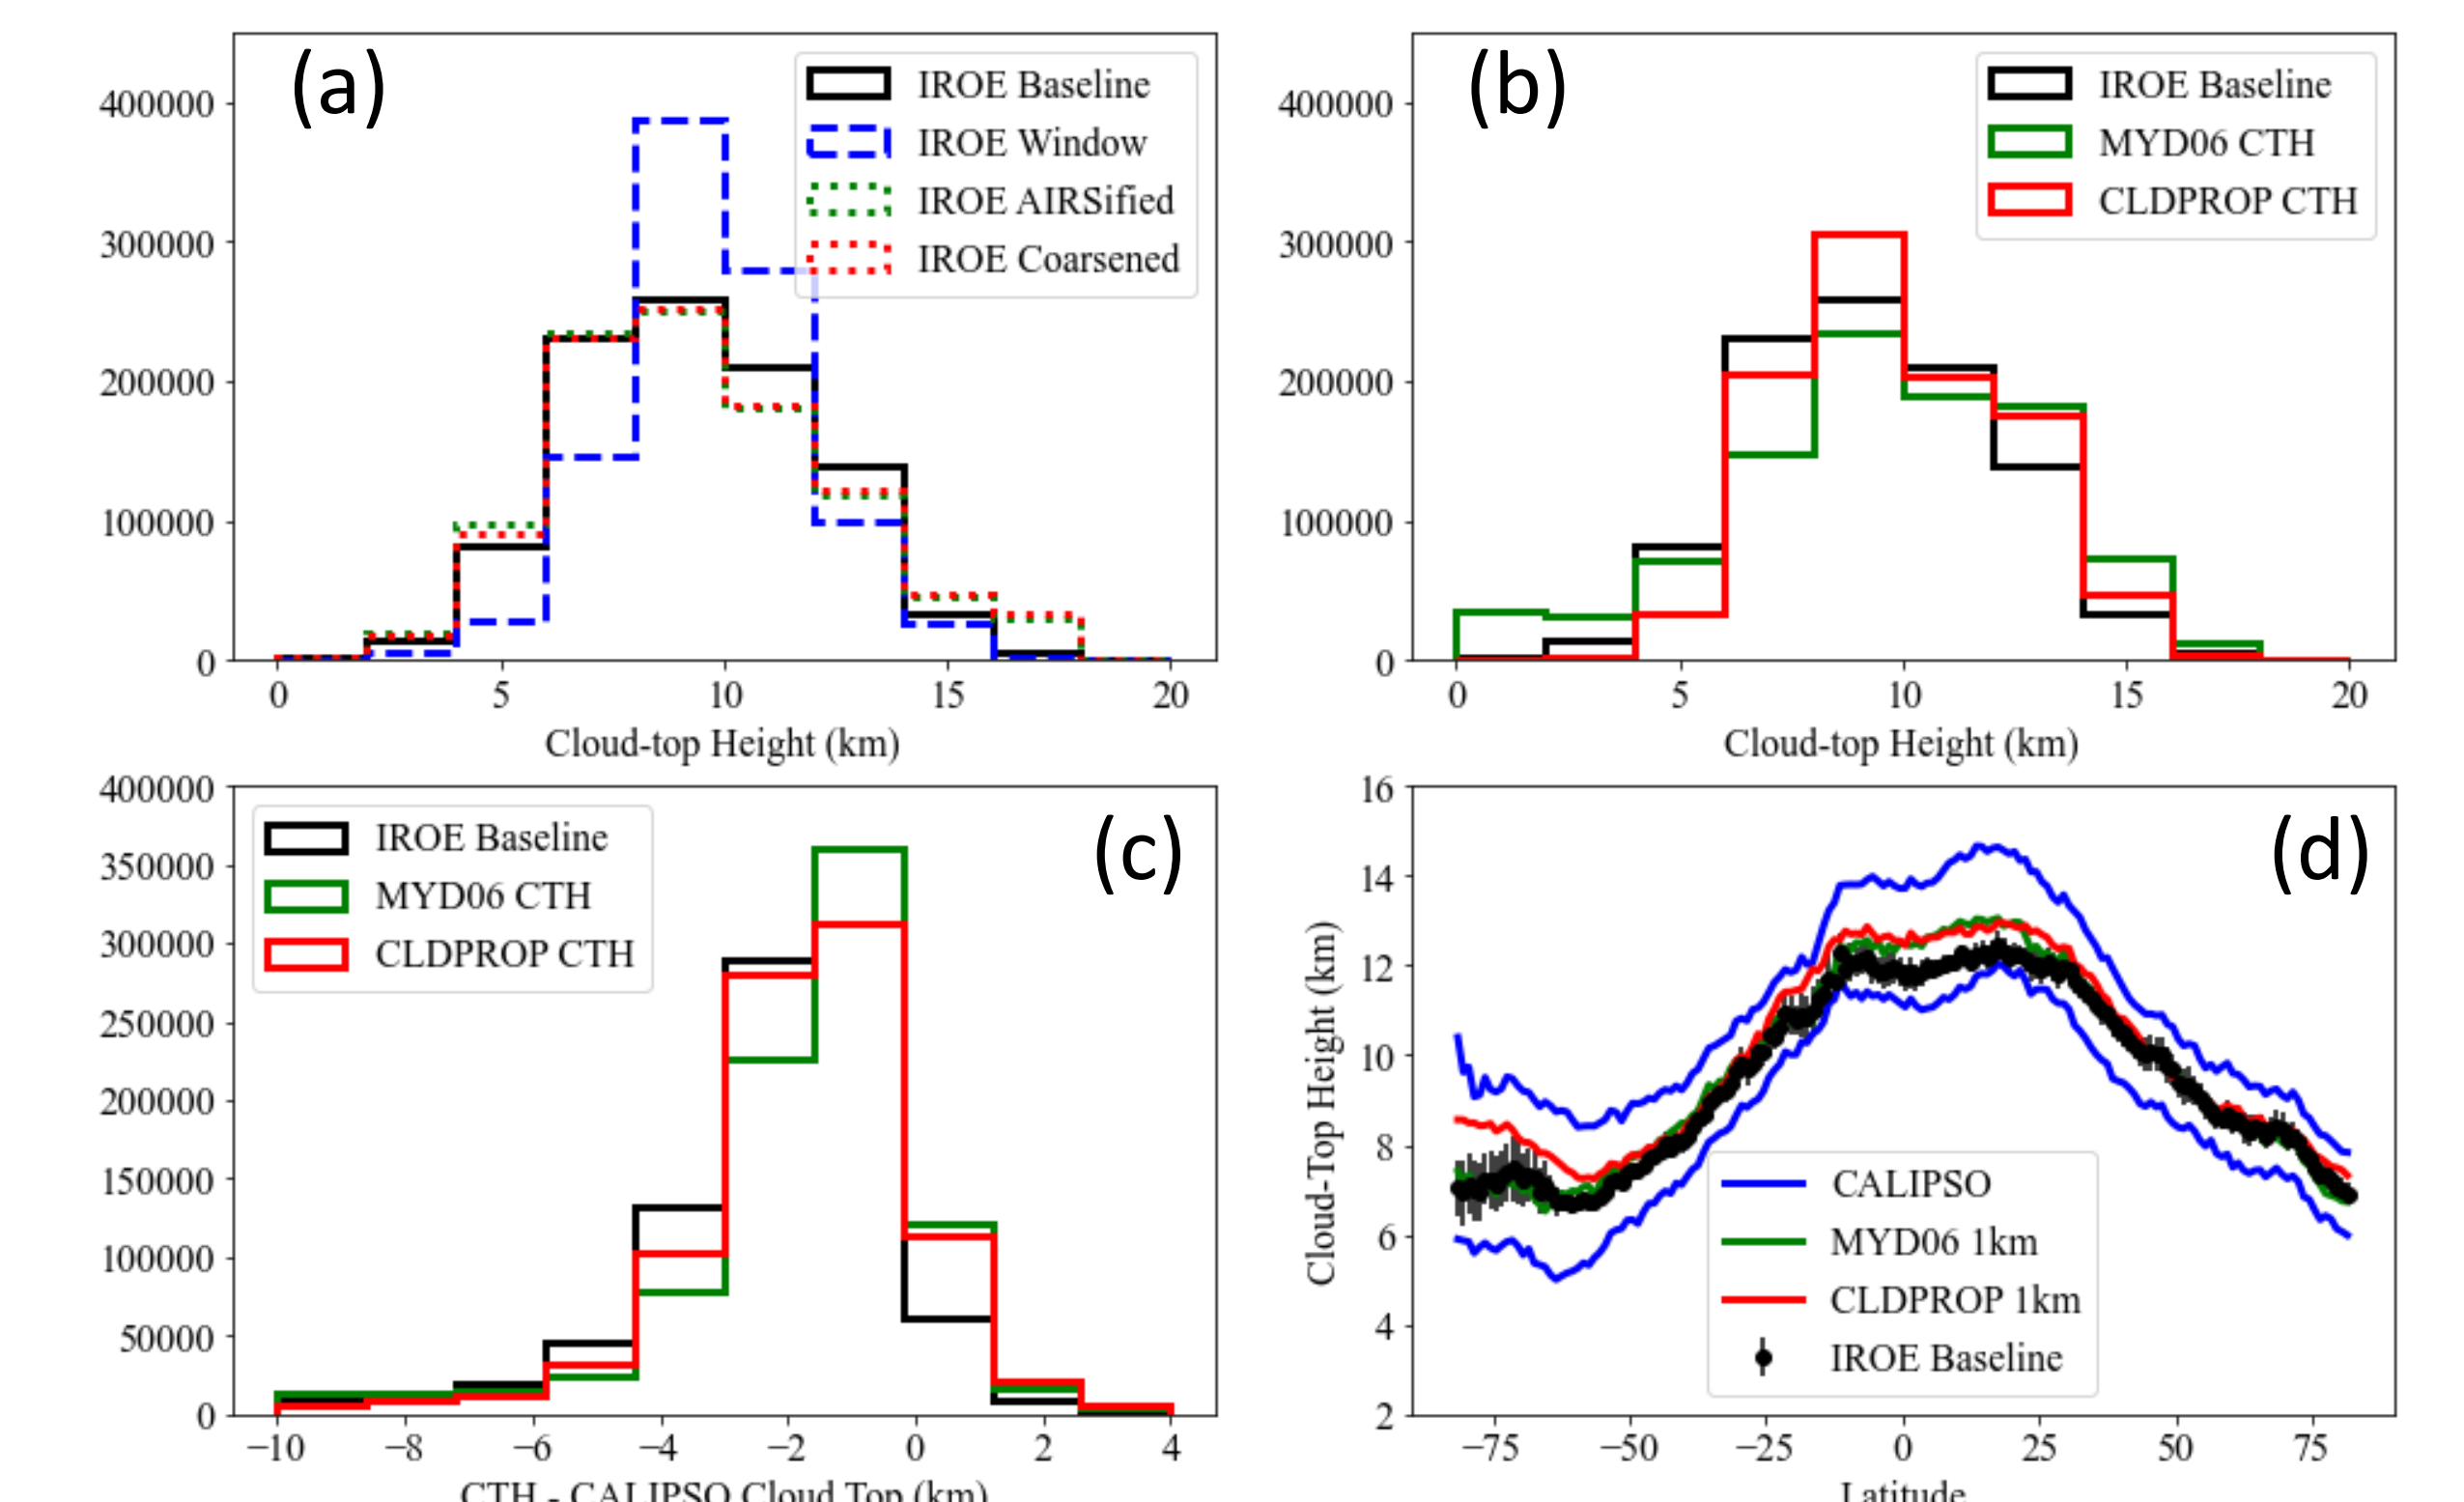 (a)
IROE Baseline
IROE Window
IROE AIRSified
IROE Coarsened
400000
300000
200000
100000
0
0 5 10 15 20
Cloud-top Height (km)
(b)
IROE Baseline
MYD06 CTH
CLDPROP CTH
400000
300000
200000
100000
0
0 5 10 15 20
Cloud-top Height (km)
(c)
IROE Baseline
MYD06 CTH
CLDPROP CTH
400000
350000
300000
250000
200000
150000
100000
50000
0
−10 −8 −6 −4 −2 0 2 4
CTH - CALIPSO Cloud Top (km)
(d)
Cloud-Top Height (km)
16
14
12
10
8
6
4
2
CALIPSO
MYD06 1km
CLDPROP 1km
IROE Baseline
−75 −50 −25 0 25 50 75
Latitude